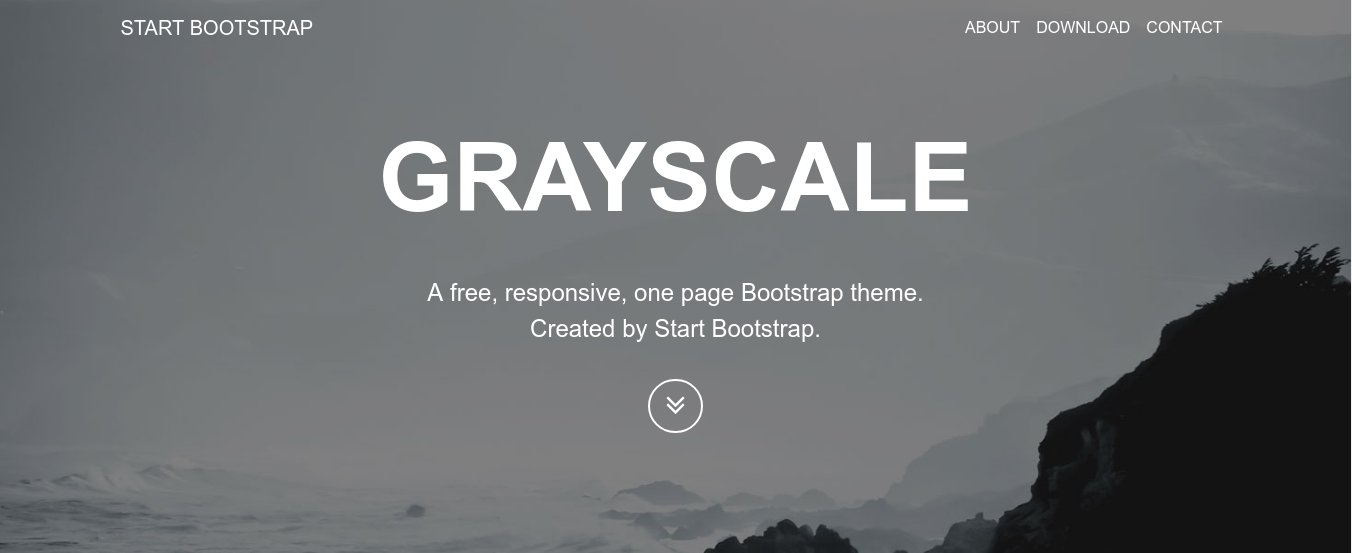 START BOOTSTRAP
ABOUT DOWNLOAD CONTACT
GRAYSCALE
A free, responsive, one page Bootstrap theme.
Created by Start Bootstrap.